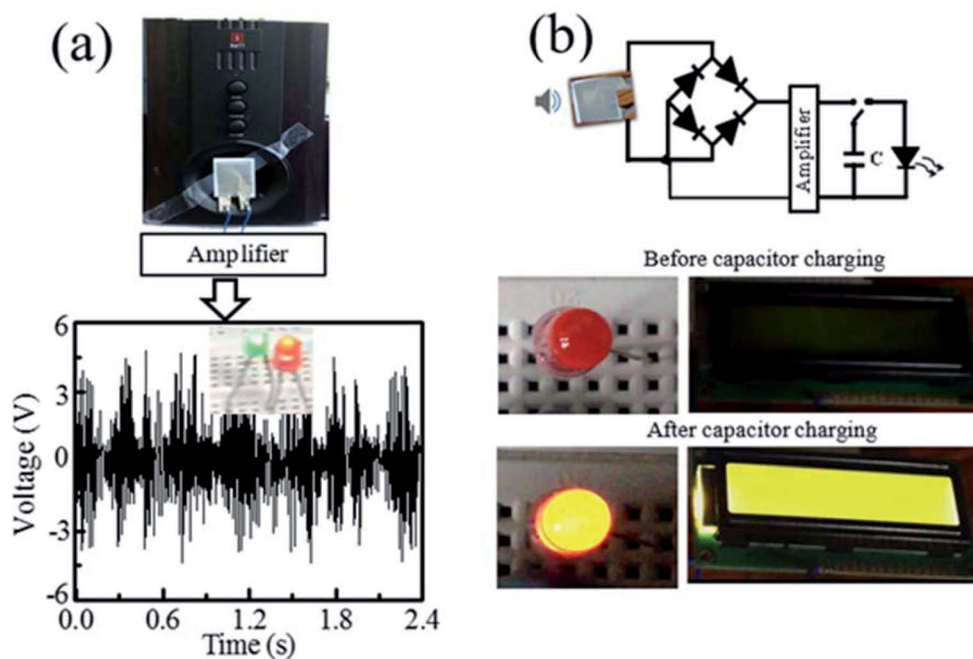 (a)
Amplifier
Voltage (V)
6
3
0
-3
-6
0.0 0.6 1.2 1.8 2.4
Time (s)
(b)
Amplifier
C
Before capacitor charging
After capacitor charging